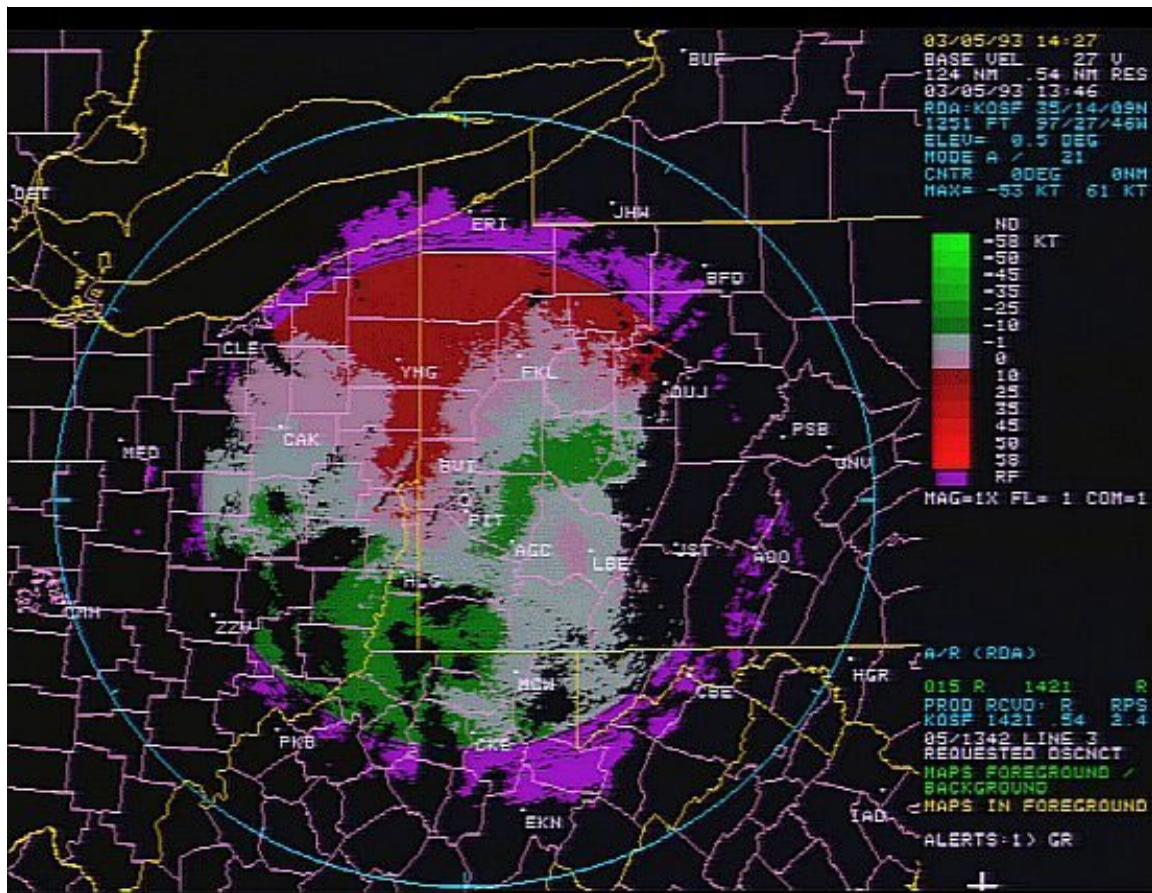 03/05/93 14:27
BASE VEL 27 V
124 NM .54 NM RES
03/05/93 13:46
RDA:KOSF 35/14/09N
1251 FT 97/27/46W
ELEV= 0.5 DEG
MODE A / 21
CNTR 0DEG 0NM
MAX= -53 KT 61 KT
ND
-58 KT
-50
-45
-35
-25
-10
-1
0
10
25
35
45
50
58
RF
MAG=1X FL= 1 COM=1
BUF
DET
JHW
ERI
BFD
CLE
YNG
FKL
DUJ
CAK
PSB
MFD
BVI
UNV
PIT
AGC
LBE
JST
AOO
HLG
CMH
ZZV
MGW
CBE
HGR
PKB
CKB
EKN
IAD
A/R (RDA)
015 R 1421 R
PROD RCVD: R RPS
KOSF 1421 .54 2.4
05/1342 LINE 3
REQUESTED DSCNCT
MAPS FOREGROUND /
BACKGROUND
MAPS IN FOREGROUND
ALERTS:1> GR